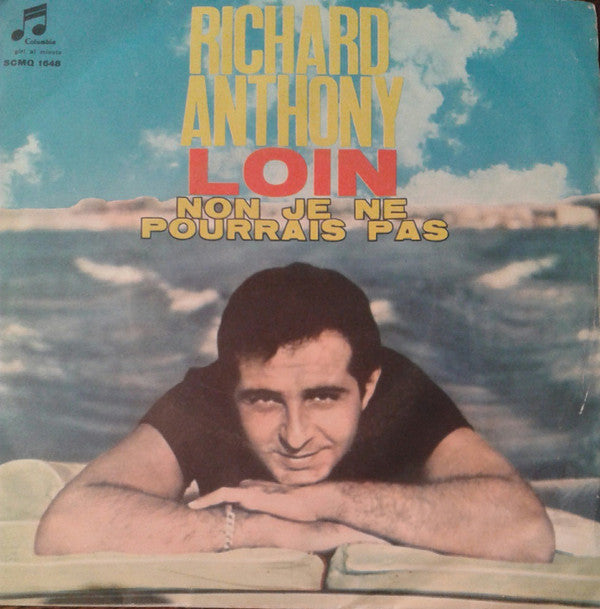 Columbia
giri al minuto
SCMQ 1648
RICHARD
ANTHONY
LOIN
NON JE NE
POURRAIS PAS